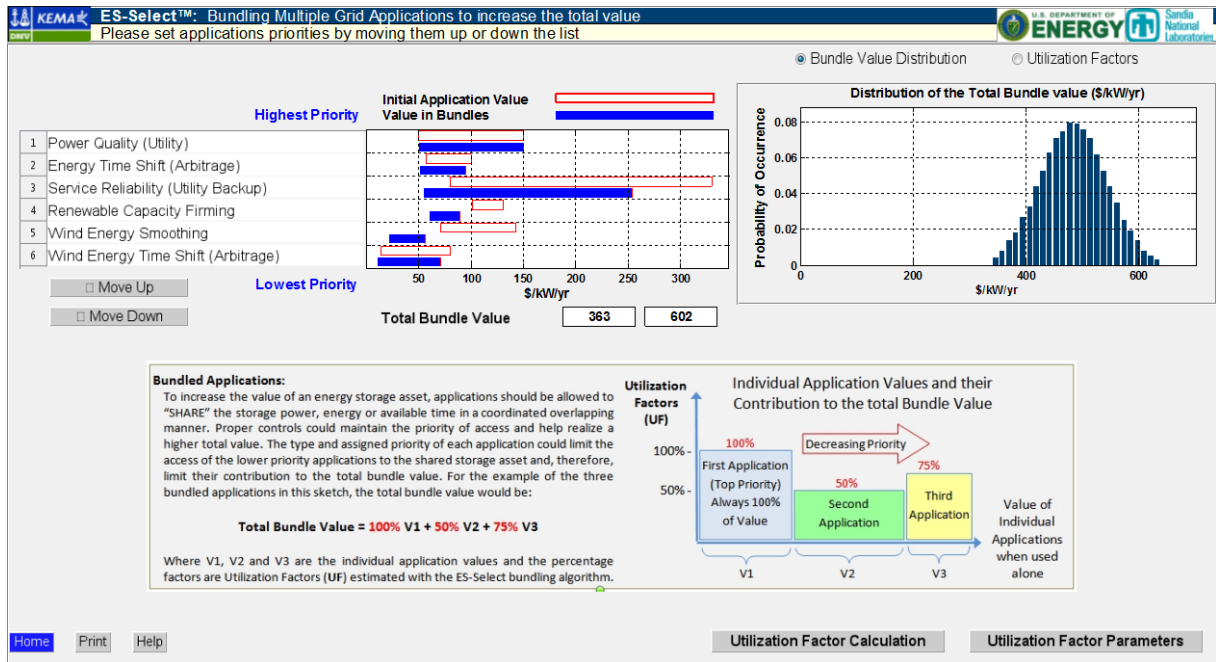 KEMA
DNV
ES-Select™: Bundling Multiple Grid Applications to increase the total value
Please set applications priorities by moving them up or down the list
U.S. DEPARTMENT OF
ENERGY
Sandia
National
Laboratories
Bundle Value Distribution
Utilization Factors
Initial Application Value
Highest Priority
Value in Bundles
1 Power Quality (Utility)
2 Energy Time Shift (Arbitrage)
3 Service Reliability (Utility Backup)
4 Renewable Capacity Firming
5 Wind Energy Smoothing
6 Wind Energy Time Shift (Arbitrage)
50 100 150 200 250 300
$/kW/yr
Move Up
Lowest Priority
Move Down
Total Bundle Value 363 602
Distribution of the Total Bundle value ($/kW/yr)
Probability of Occurrence
0.08
0.06
0.04
0.02
0
0 200 400 600
$/kW/yr
Bundled Applications:
To increase the value of an energy storage asset, applications should be allowed to
“SHARE” the storage power, energy or available time in a coordinated overlapping
manner. Proper controls could maintain the priority of access and help realize a
higher total value. The type and assigned priority of each application could limit the
access of the lower priority applications to the shared storage asset and, therefore,
limit their contribution to the total bundle value. For the example of the three
bundled applications in this sketch, the total bundle value would be:
Total Bundle Value = 100% V1 + 50% V2 + 75% V3
Where V1, V2 and V3 are the individual application values and the percentage
factors are Utilization Factors (UF) estimated with the ES-Select bundling algorithm.
Utilization
Factors
(UF)
Individual Application Values and their
Contribution to the total Bundle Value
100%
50%
100%
Decreasing Priority
75%
50%
First Application
(Top Priority)
Always 100%
of Value
Second
Application
Third
Application
Value of
Individual
Applications
when used
alone
V1 V2 V3
Home Print Help
Utilization Factor Calculation
Utilization Factor Parameters